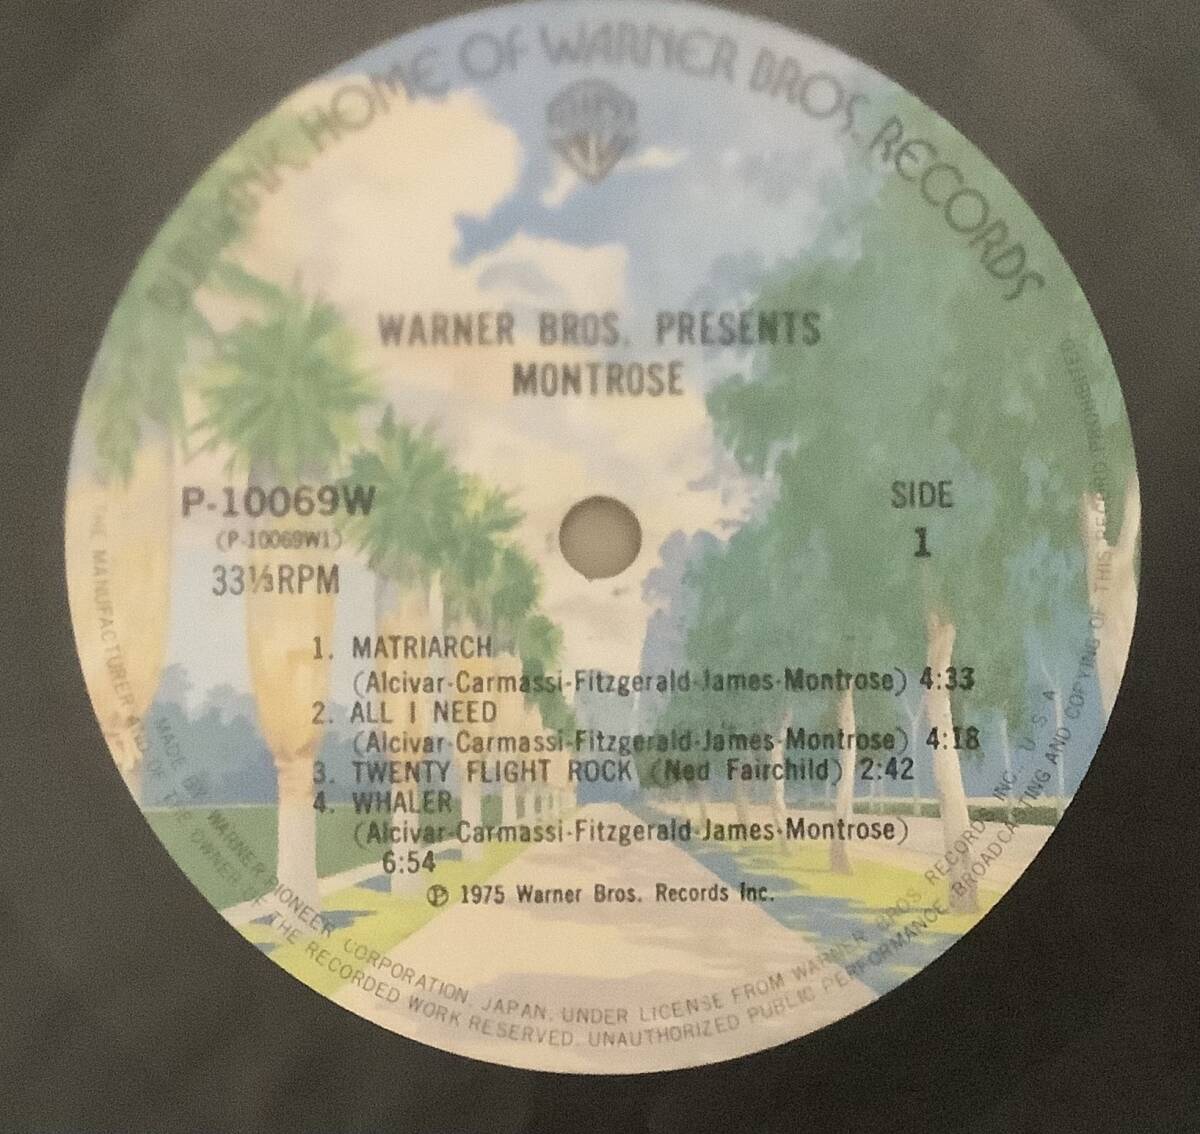 BURBANK, HOME OF WARNER BROS. RECORDS
WARNER BROS. PRESENTS
MONTROSE
P-10069W
(P-10069W1)
33⅓RPM
SIDE
1
1. MATRIARCH
(Alcivar-Carmassi-Fitzgerald-James-Montrose) 4:33
2. ALL I NEED
(Alcivar-Carmassi-Fitzgerald-James-Montrose) 4:18
3. TWENTY FLIGHT ROCK (Ned Fairchild) 2:42
4. WHALER
(Alcivar-Carmassi-Fitzgerald-James-Montrose)
6:54
Ⓟ 1975 Warner Bros. Records Inc.
MADE BY WARNER-PIONEER CORPORATION, JAPAN, UNDER LICENSE FROM WARNER BROS. RECORDS INC., U.S.A.
THE MANUFACTURER AND OF THE OWNER OF THE RECORDED WORK RESERVED. UNAUTHORIZED PUBLIC PERFORMANCE, BROADCASTING AND COPYING OF THIS RECORD PROHIBITED